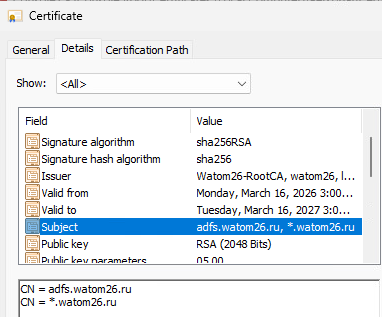 Certificate
General
Details
Certification Path
Show:
<All>
Field Value
Signature algorithm sha256RSA
Signature hash algorithm sha256
Issuer Watom26-RootCA, watom26, l...
Valid from Monday, March 16, 2026 3:00...
Valid to Tuesday, March 16, 2027 3:0...
Subject adfs.watom26.ru, *.watom26.ru
Public key RSA (2048 Bits)
Public key parameters 05 00
CN = adfs.watom26.ru
CN = *.watom26.ru